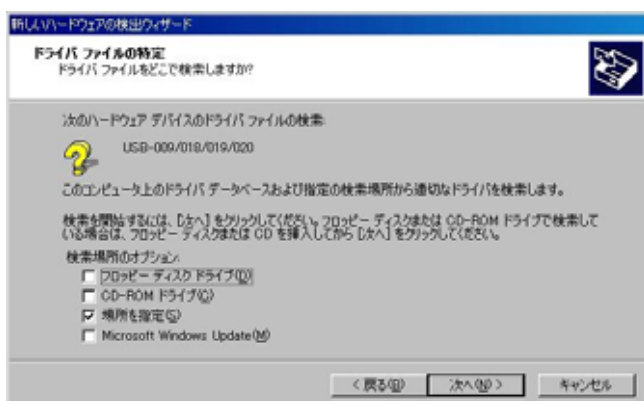 新しいハードウェアの検出ウィザード
ドライバ ファイルの特定
ドライバ ファイルをどこで検索しますか?
次のハードウェア デバイスのドライバ ファイルの検索:
USB-009/018/019/020
このコンピュータ上のドライバ データベースおよび指定の検索場所から適切なドライバを検索します。
検索を開始するには、[次へ] をクリックしてください。フロッピー ディスクまたは CD-ROM ドライブで検索して
いる場合は、フロッピー ディスクまたは CD を挿入してから [次へ] をクリックしてください。
検索場所のオプション:
フロッピー ディスク ドライブ(D)
CD-ROM ドライブ(C)
場所を指定(S)
Microsoft Windows Update(M)
< 戻る(B)
次へ(N) >
キャンセル